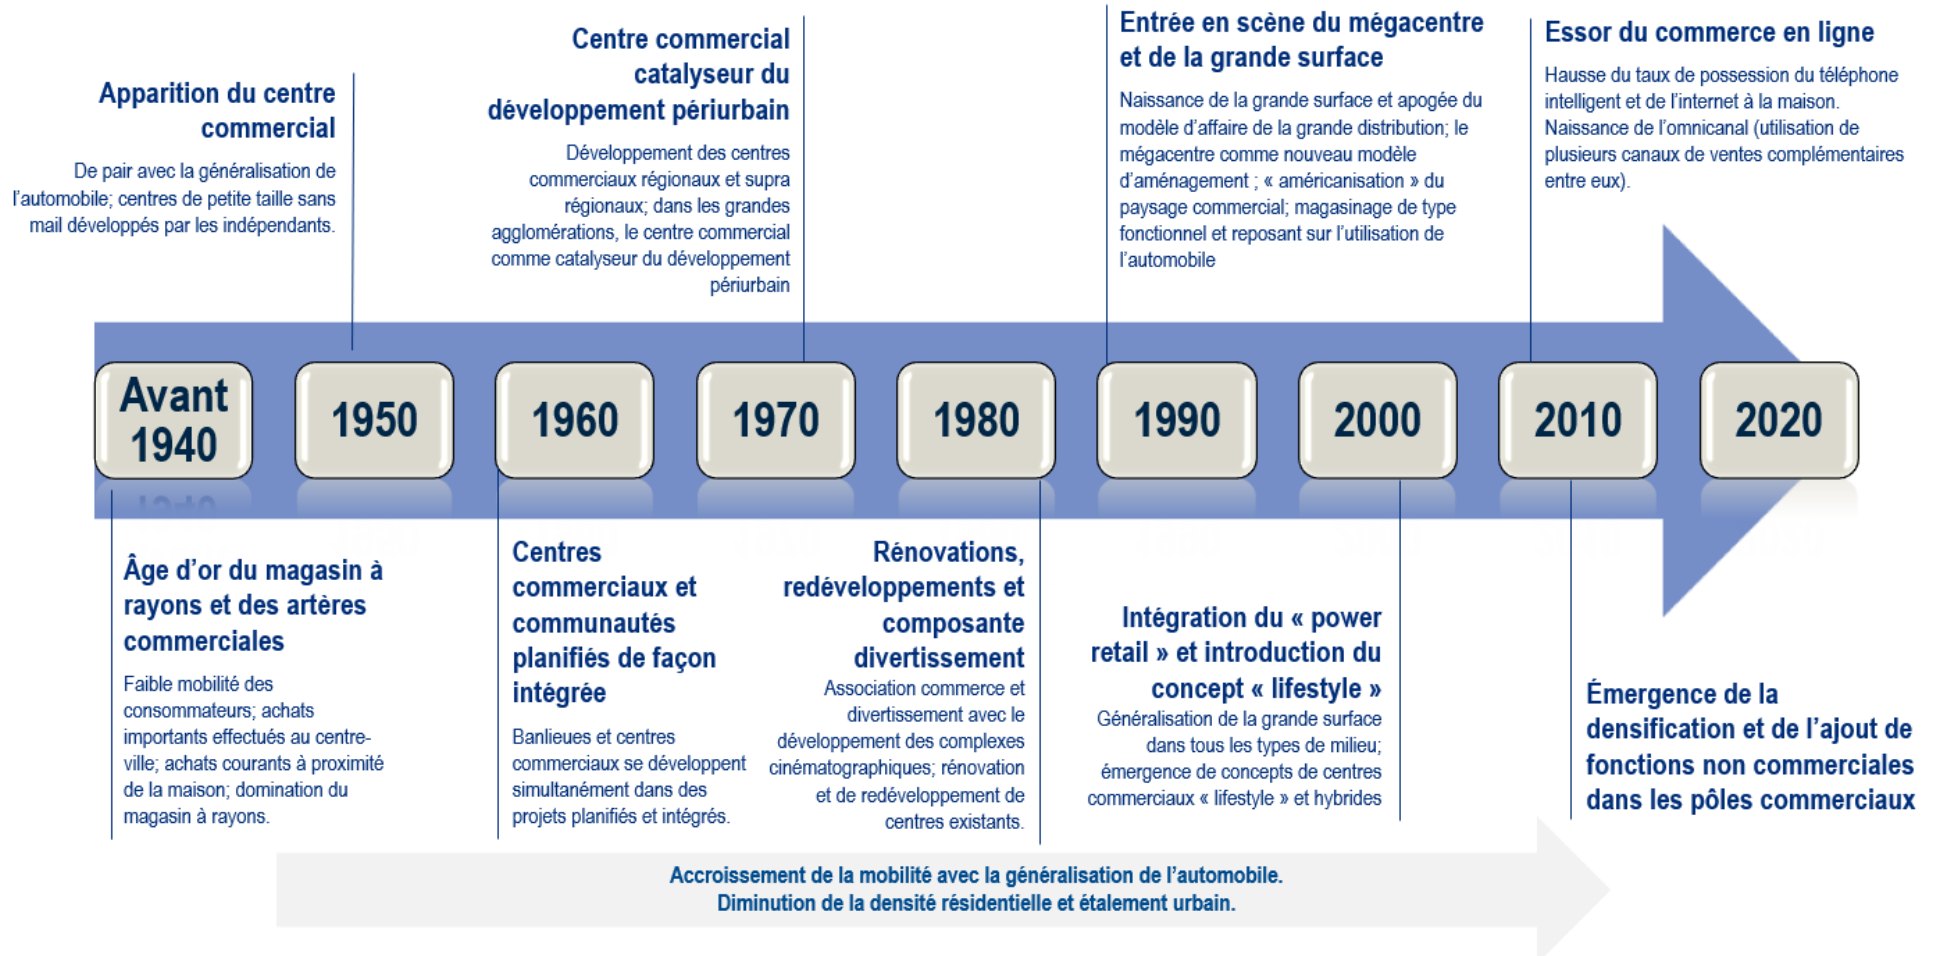 Apparition du centre
commercial
De pair avec la généralisation de
l'automobile; centres de petite taille sans
mail développés par les indépendants.
Centre commercial
catalyseur du
développement périurbain
Développement des centres
commerciaux régionaux et supra
régionaux; dans les grandes
agglomérations, le centre commercial
comme catalyseur du développement
périurbain
Entrée en scène du mégacentre
et de la grande surface
Naissance de la grande surface et apogée du
modèle d'affaire de la grande distribution; le
mégacentre comme nouveau modèle
d'aménagement ; « américanisation » du
paysage commercial; magasinage de type
fonctionnel et reposant sur l'utilisation de
l'automobile
Essor du commerce en ligne
Hausse du taux de possession du téléphone
intelligent et de l'internet à la maison.
Naissance de l'omnicanal (utilisation de
plusieurs canaux de ventes complémentaires
entre eux).
Avant
1940
1950
1960
1970
1980
1990
2000
2010
2020
Âge d'or du magasin à
rayons et des artères
commerciales
Faible mobilité des
consommateurs; achats
importants effectués au centre-
ville; achats courants à proximité
de la maison; domination du
magasin à rayons.
Centres
commerciaux et
communautés
planifiés de façon
intégrée
Banlieues et centres
commerciaux se développent
simultanément dans des
projets planifiés et intégrés.
Rénovations,
redéveloppements et
composante
divertissement
Association commerce et
divertissement avec le
développement des complexes
cinématographiques; rénovation
et de redéveloppement de
centres existants.
Intégration du « power
retail » et introduction du
concept « lifestyle »
Généralisation de la grande surface
dans tous les types de milieu;
émergence de concepts de centres
commerciaux « lifestyle » et hybrides
Émergence de la
densification et de l'ajout de
fonctions non commerciales
dans les pôles commerciaux
Accroissement de la mobilité avec la généralisation de l'automobile.
Diminution de la densité résidentielle et étalement urbain.